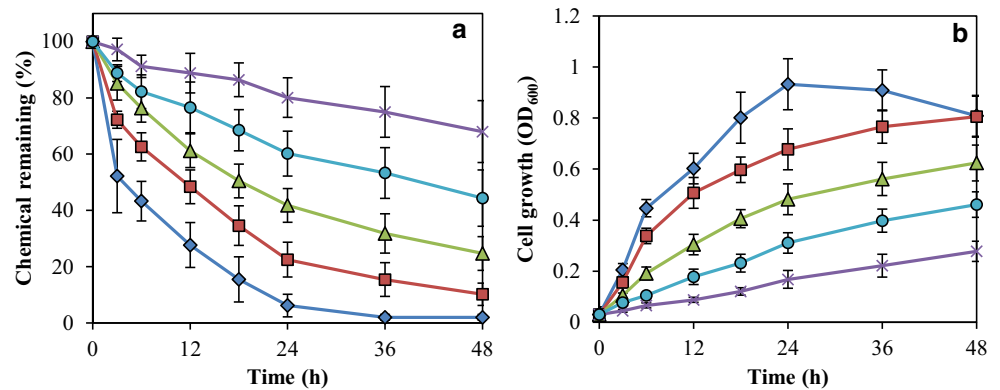 a
Chemical remaining (%)
100
80
60
40
20
0
0 12 24 36 48
Time (h)
b
Cell growth (OD600)
1.2
1
0.8
0.6
0.4
0.2
0
0 12 24 36 48
Time (h)